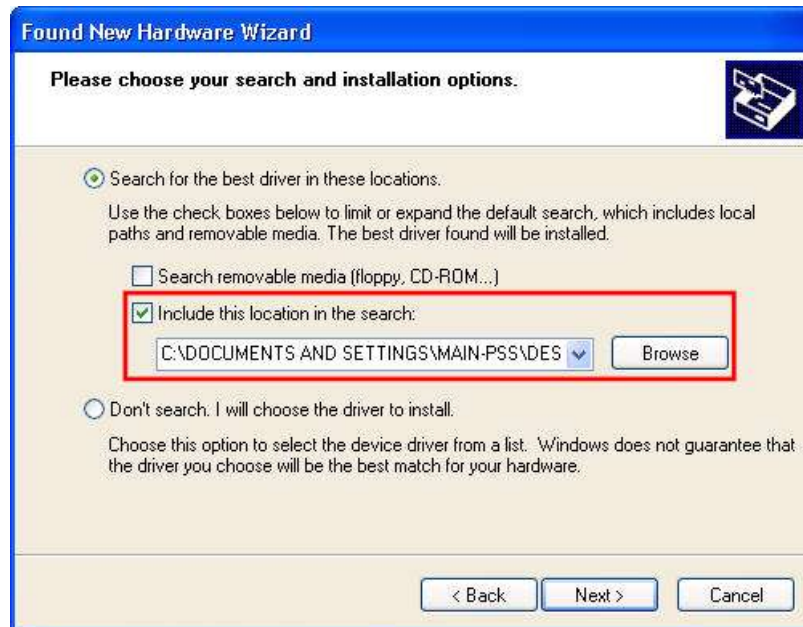 Found New Hardware Wizard
Please choose your search and installation options.
Search for the best driver in these locations.
Use the check boxes below to limit or expand the default search, which includes local
paths and removable media. The best driver found will be installed.
Search removable media (floppy, CD-ROM...)
Include this location in the search:
C:\DOCUMENTS AND SETTINGS\MAIN-PSS\DES
Browse
Don't search. I will choose the driver to install.
Choose this option to select the device driver from a list. Windows does not guarantee that
the driver you choose will be the best match for your hardware.
< Back Next > Cancel